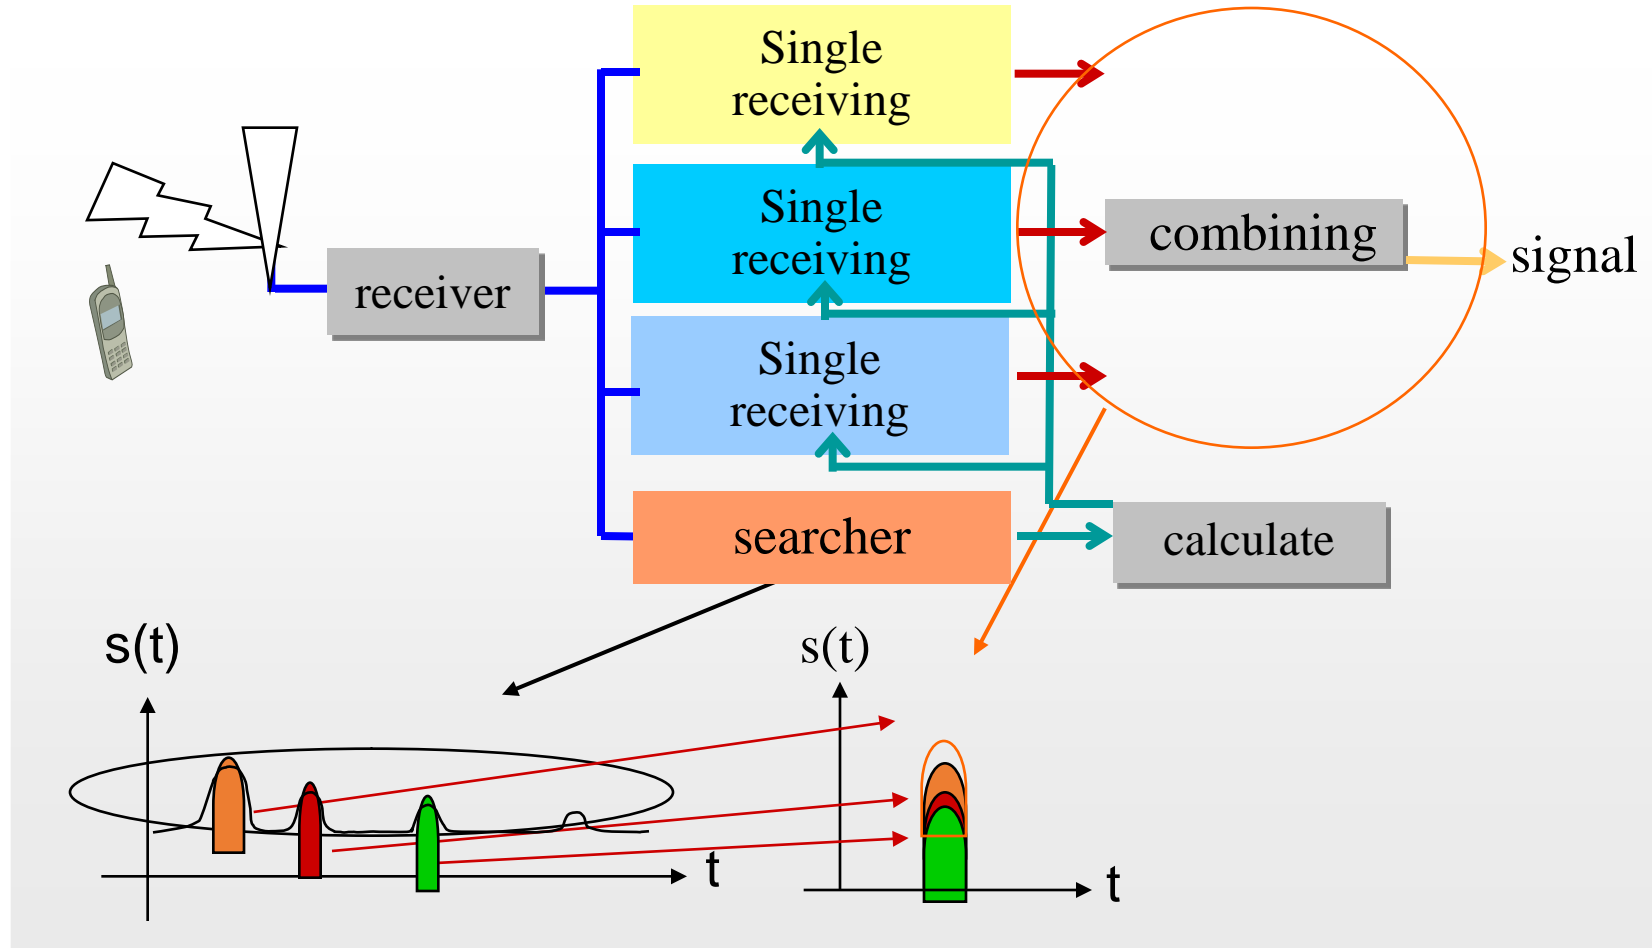 Single
receiving
Single
receiving
combining
signal
receiver
Single
receiving
searcher
calculate
s(t)
s(t)
t
t